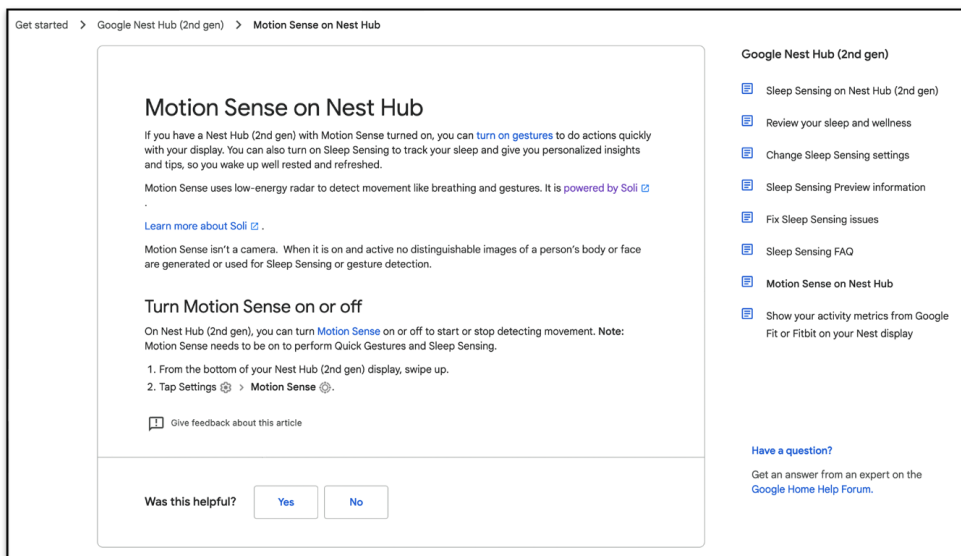 Get started > Google Nest Hub (2nd gen) > Motion Sense on Nest Hub
Motion Sense on Nest Hub
If you have a Nest Hub (2nd gen) with Motion Sense turned on, you can turn on gestures to do actions quickly
with your display. You can also turn on Sleep Sensing to track your sleep and give you personalized insights
and tips, so you wake up well rested and refreshed.
Motion Sense uses low-energy radar to detect movement like breathing and gestures. It is powered by Soli
.
Learn more about Soli .
Motion Sense isn't a camera.  When it is on and active no distinguishable images of a person's body or face
are generated or used for Sleep Sensing or gesture detection.
Turn Motion Sense on or off
On Nest Hub (2nd gen), you can turn Motion Sense on or off to start or stop detecting movement. Note:
Motion Sense needs to be on to perform Quick Gestures and Sleep Sensing.
1. From the bottom of your Nest Hub (2nd gen) display, swipe up.
2. Tap Settings > Motion Sense .
Give feedback about this article
Was this helpful?
Yes
No
Google Nest Hub (2nd gen)
Sleep Sensing on Nest Hub (2nd gen)
Review your sleep and wellness
Change Sleep Sensing settings
Sleep Sensing Preview information
Fix Sleep Sensing issues
Sleep Sensing FAQ
Motion Sense on Nest Hub
Show your activity metrics from Google
Fit or Fitbit on your Nest display
Have a question?
Get an answer from an expert on the
Google Home Help Forum.